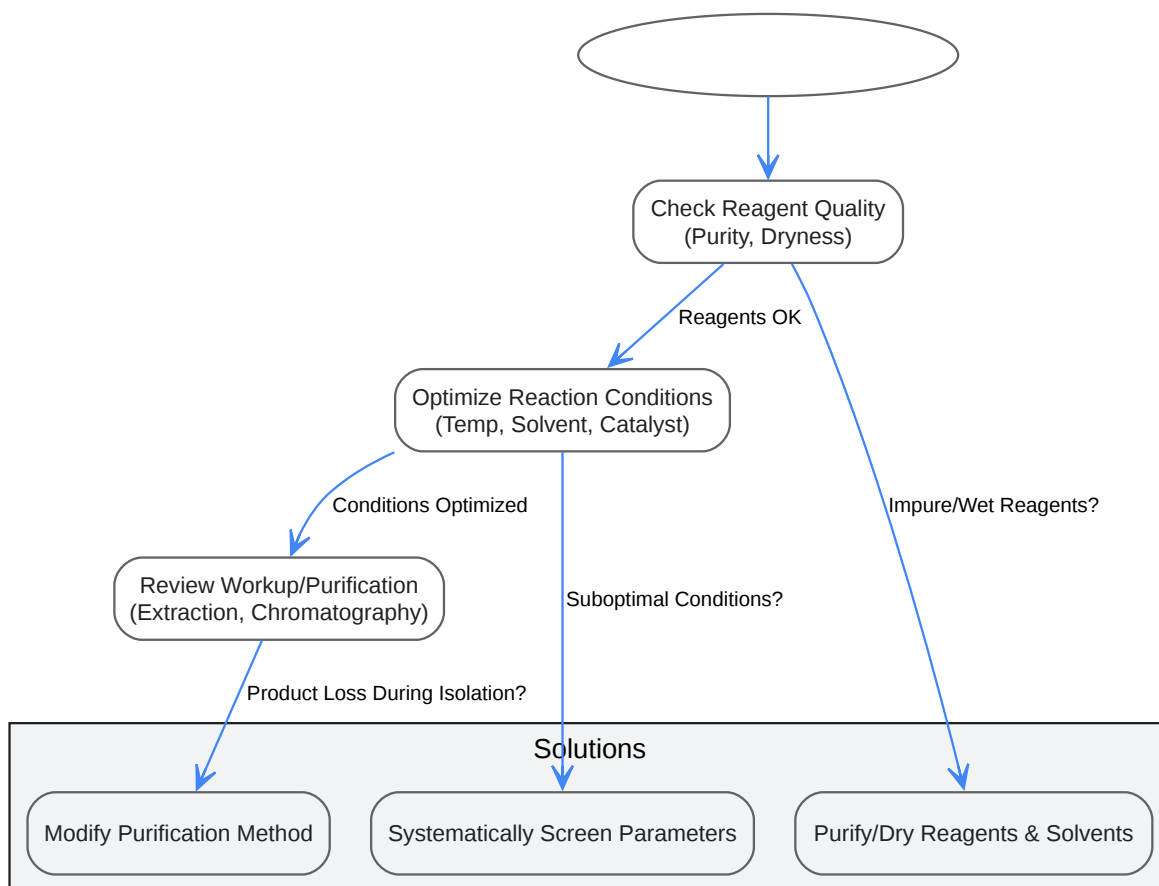 Check Reagent Quality
(Purity, Dryness)
Reagents OK
Optimize Reaction Conditions
(Temp, Solvent, Catalyst)
Conditions Optimized
Impure/Wet Reagents?
Review Workup/Purification
(Extraction, Chromatography)
Suboptimal Conditions?
Product Loss During Isolation?
Solutions
Modify Purification Method
Systematically Screen Parameters
Purify/Dry Reagents & Solvents